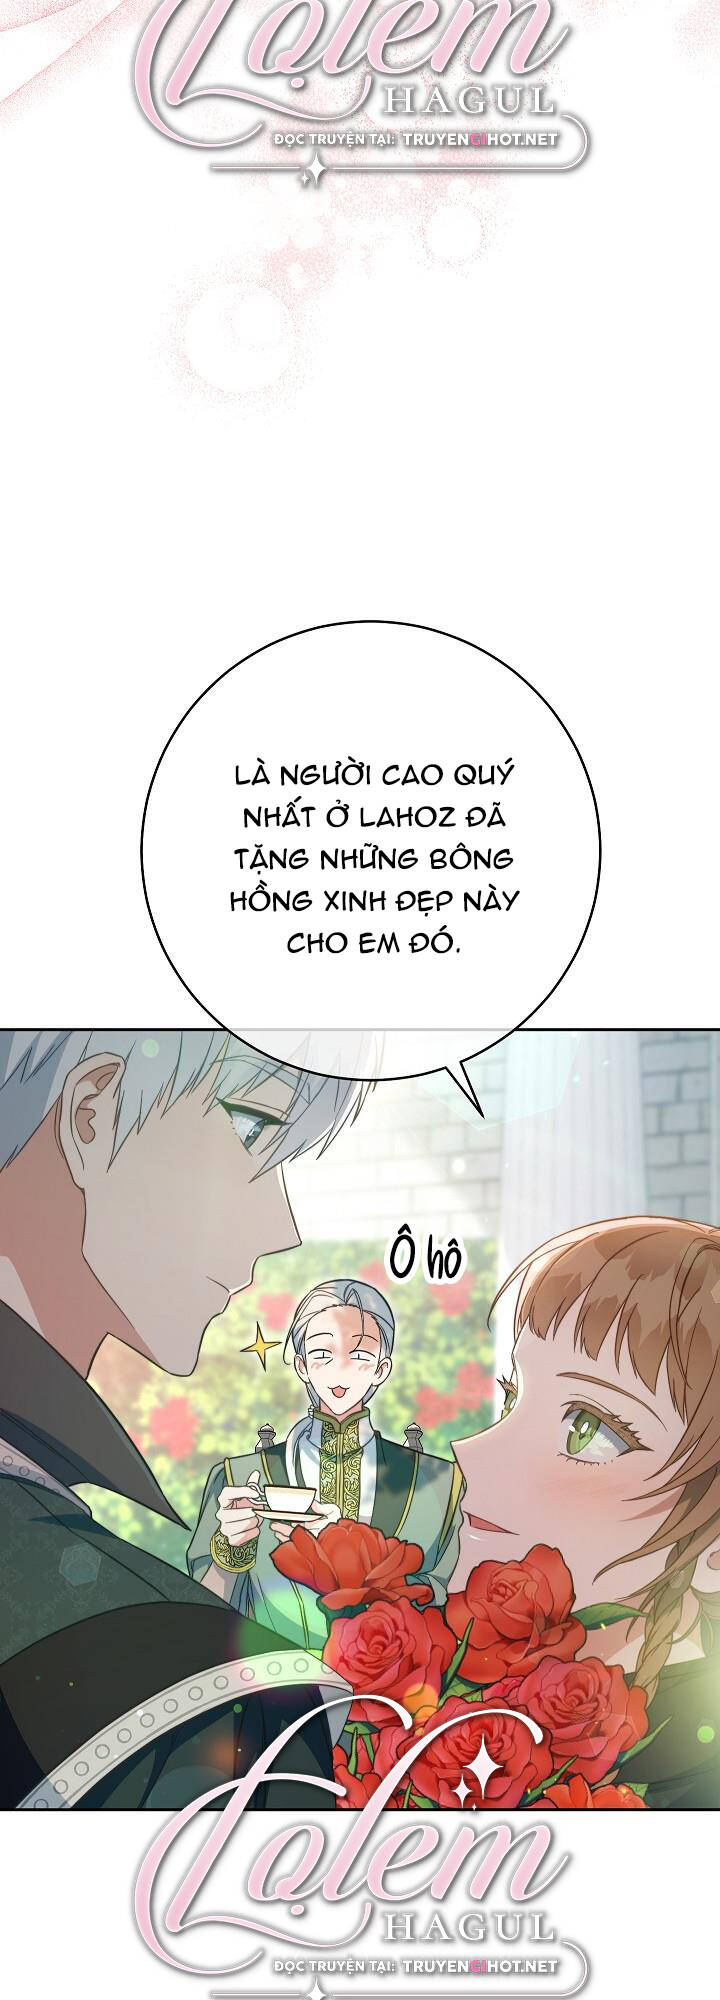 Lọlem
HAGUL
ĐỌC TRUYỆN TẠI: TRUYENGIHOT.NET
LÀ NGƯỜI CAO QUÝ
NHẤT Ở LAHOZ ĐÃ
TẶNG NHỮNG BÔNG
HỒNG XINH ĐẸP NÀY
CHO EM ĐÓ.
Ô hô
Lọlem
HAGUL
ĐỌC TRUYỆN TẠI: TRUYENGIHOT.NET